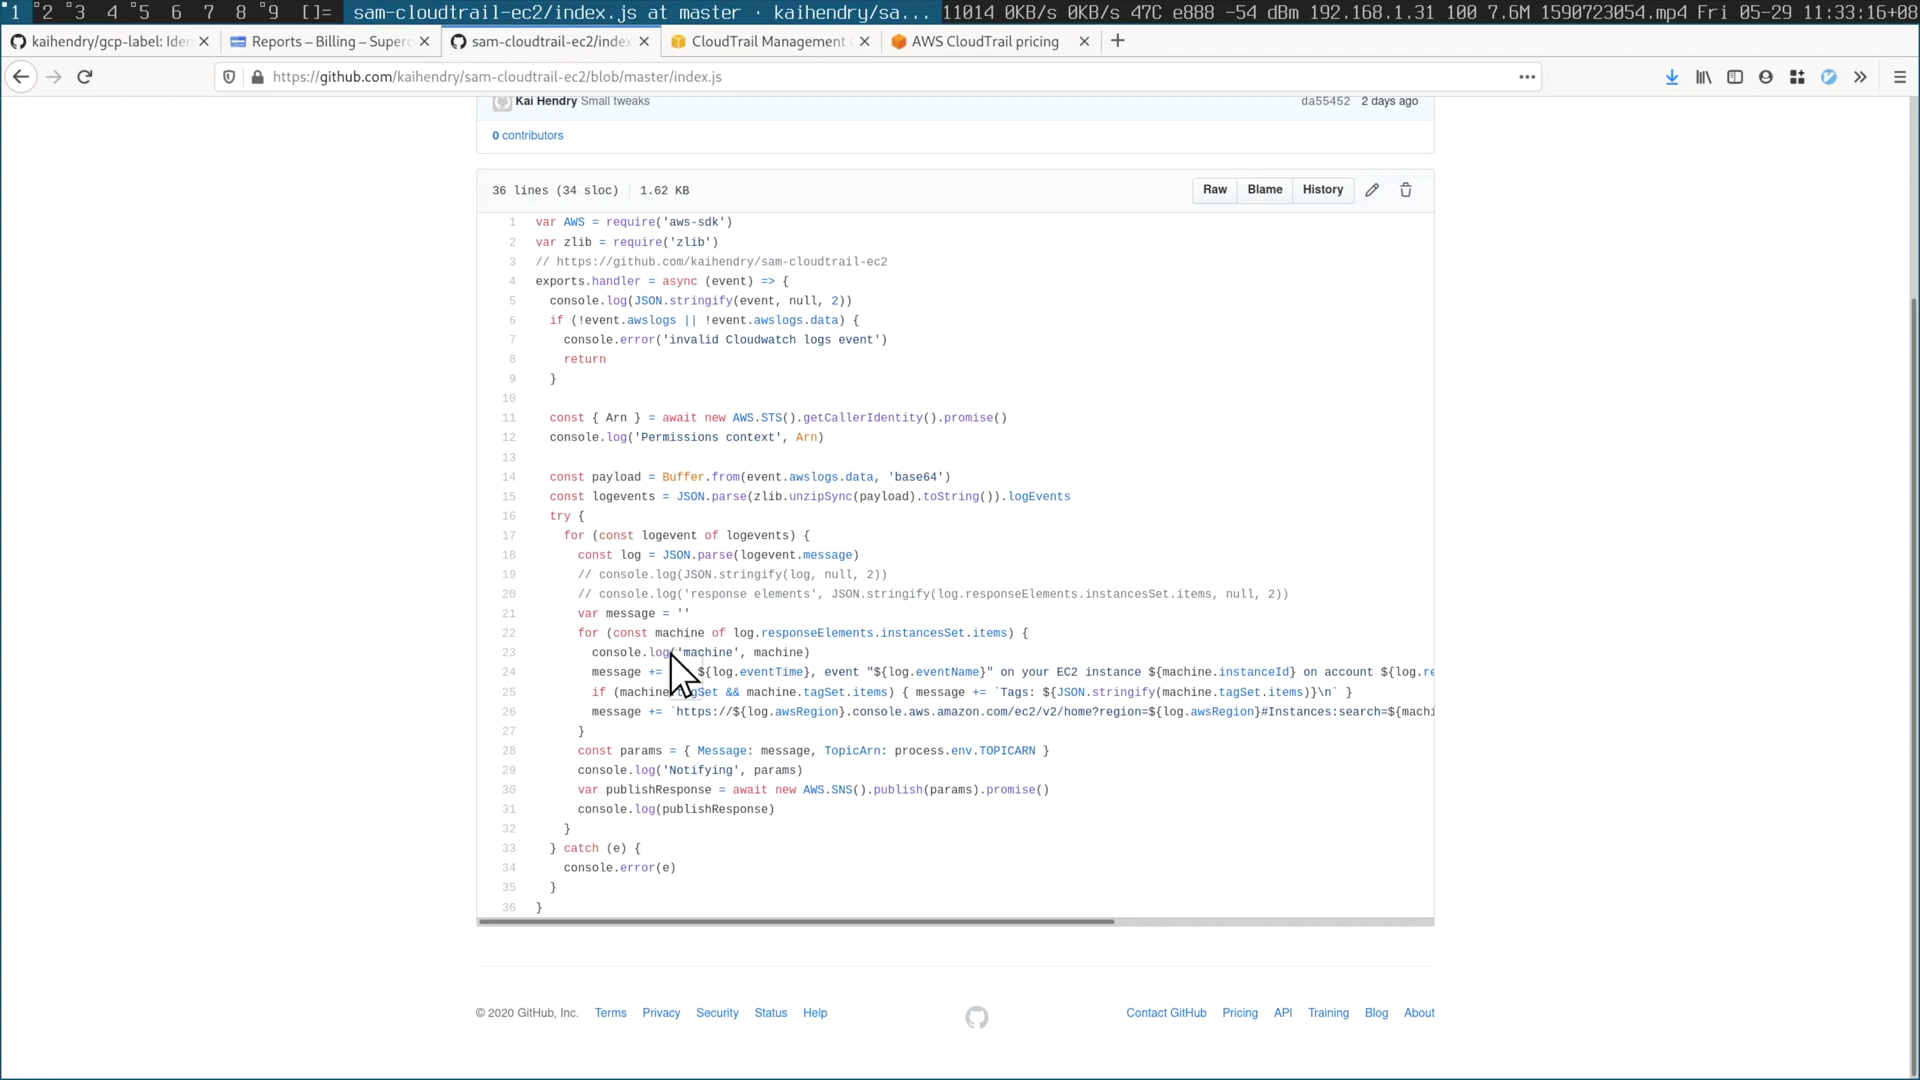 1 2 3 4 5 6 7 8 9 []= sam-cloudtrail-ec2/index.js at master · kaihendry/sa... 11014 0KB/s 0KB/s 47C e888 -54 dBm 192.168.1.31 100 7.6M 1590723054.mp4 Fri 05-29 11:33:16+08
kaihendry/gcp-label: Iden Reports – Billing – Supero sam-cloudtrail-ec2/index CloudTrail Management AWS CloudTrail pricing
https://github.com/kaihendry/sam-cloudtrail-ec2/blob/master/index.js
Kai Hendry Small tweaks da55452 2 days ago
0 contributors
36 lines (34 sloc) 1.62 KB Raw Blame History
1 var AWS = require('aws-sdk')
2 var zlib = require('zlib')
3 // https://github.com/kaihendry/sam-cloudtrail-ec2
4 exports.handler = async (event) => {
5 console.log(JSON.stringify(event, null, 2))
6 if (!event.awslogs || !event.awslogs.data) {
7 console.error('invalid Cloudwatch logs event')
8 return
9 }
10
11 const { Arn } = await new AWS.STS().getCallerIdentity().promise()
12 console.log('Permissions context', Arn)
13
14 const payload = Buffer.from(event.awslogs.data, 'base64')
15 const logevents = JSON.parse(zlib.unzipSync(payload).toString()).logEvents
16 try {
17 for (const logevent of logevents) {
18 const log = JSON.parse(logevent.message)
19 // console.log(JSON.stringify(log, null, 2))
20 // console.log('response elements', JSON.stringify(log.responseElements.instancesSet.items, null, 2))
21 var message = ''
22 for (const machine of log.responseElements.instancesSet.items) {
23 console.log('machine', machine)
24 message += ${log.eventTime}, event "${log.eventName}" on your EC2 instance ${machine.instanceId} on account ${log.re
25 if (machine.tagSet && machine.tagSet.items) { message += `Tags: ${JSON.stringify(machine.tagSet.items)}\n` }
26 message += `https://${log.awsRegion}.console.aws.amazon.com/ec2/v2/home?region=${log.awsRegion}#Instances:search=${machi
27 }
28 const params = { Message: message, TopicArn: process.env.TOPICARN }
29 console.log('Notifying', params)
30 var publishResponse = await new AWS.SNS().publish(params).promise()
31 console.log(publishResponse)
32 }
33 } catch (e) {
34 console.error(e)
35 }
36 }
© 2020 GitHub, Inc. Terms Privacy Security Status Help Contact GitHub Pricing API Training Blog About